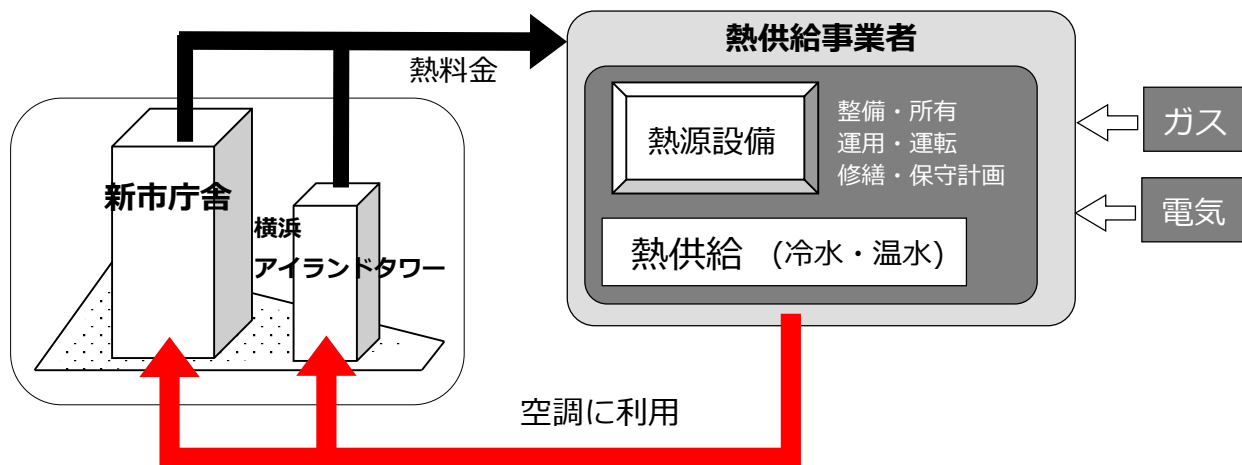 熱供給事業者
熱料金
熱源設備
整備・所有
運用・運転
修繕・保守計画
ガス
電気
新市庁舎
横浜
アイランドタワー
熱供給 (冷水・温水)
空調に利用